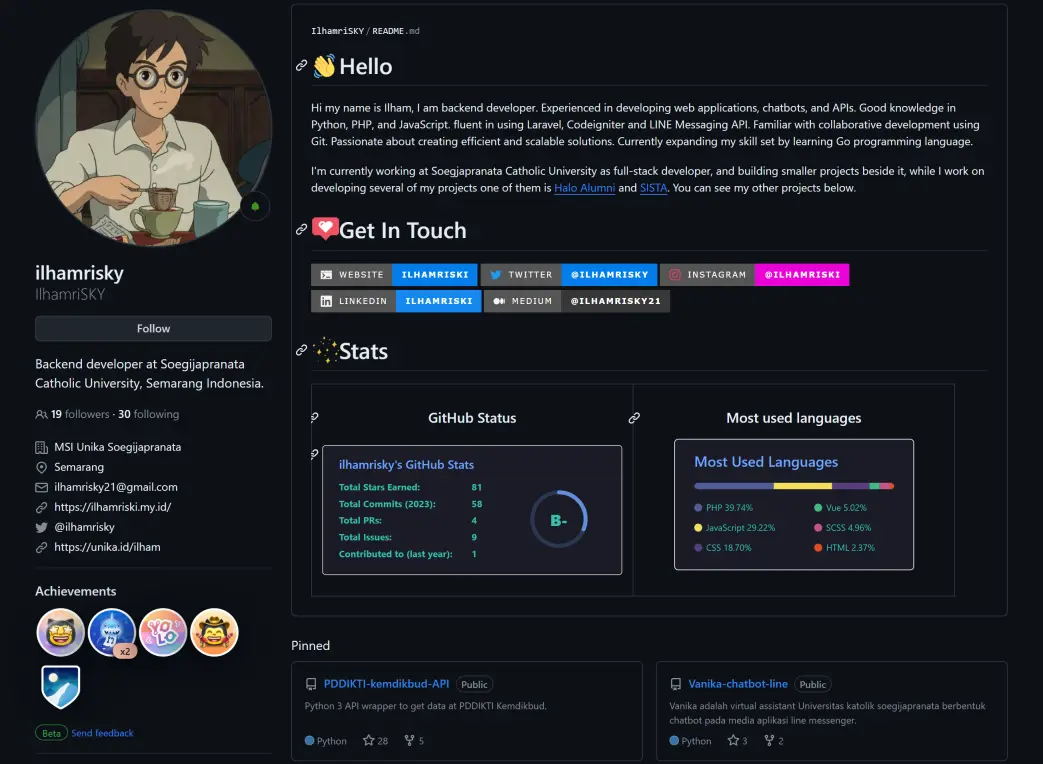 ilhamrisky
IlhamriSKY
Follow
Backend developer at Soegijapranata
Catholic University, Semarang Indonesia.
19 followers · 30 following
MSI Unika Soegijapranata
Semarang
ilhamrisky21@gmail.com
https://ilhamriski.my.id/
@ilhamrisky
https://unika.id/ilham
Achievements
YOLO
x2
Beta Send feedback
IlhamriSKY/README.md
Hello
Hi my name is Ilham, I am backend developer. Experienced in developing web applications, chatbots, and APIs. Good knowledge in
Python, PHP, and JavaScript. fluent in using Laravel, Codeigniter and LINE Messaging API. Familiar with collaborative development using
Git. Passionate about creating efficient and scalable solutions. Currently expanding my skill set by learning Go programming language.
I'm currently working at Soegjapranata Catholic University as full-stack developer, and building smaller projects beside it, while I work on
developing several of my projects one of them is Halo Alumni and SISTA. You can see my other projects below.
Get In Touch
WEBSITE ILHAMRISKI TWITTER @ILHAMRISKY INSTAGRAM @ILHAMRISKI
LINKEDIN ILHAMRISKI MEDIUM @ILHAMRISKY21
Stats
GitHub Status
ilhamrisky's GitHub Stats
Total Stars Earned: 81
Total Commits (2023): 58
Total PRs: 4
Total Issues: 9
Contributed to (last year): 1
B-
Most used languages
Most Used Languages
PHP 39.74%
JavaScript 29.22%
CSS 18.70%
Vue 5.02%
SCSS 4.96%
HTML 2.37%
Pinned
PDDIKTI-kemdikbud-API Public
Python 3 API wrapper to get data at PDDIKTI Kemdikbud.
Python 28 5
Vanika-chatbot-line Public
Vanika adalah virtual assistant Universitas katolik soegijapranata berbentuk
chatbot pada media aplikasi line messenger.
Python 3 2